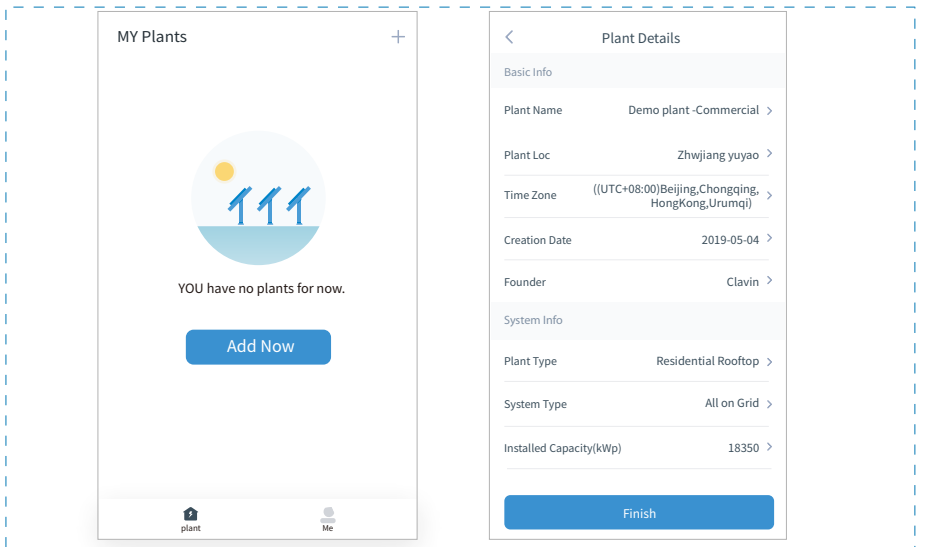 MY Plants
YOU have no plants for now.
Add Now
plant
Me
Plant Details
Basic Info
Plant Name Demo plant -Commercial
Plant Loc Zhwjiang yuyao
Time Zone ((UTC+08:00)Beijing,Chongqing,
HongKong,Urumqi)
Creation Date 2019-05-04
Founder Clavin
System Info
Plant Type Residential Rooftop
System Type All on Grid
Installed Capacity(kWp) 18350
Finish